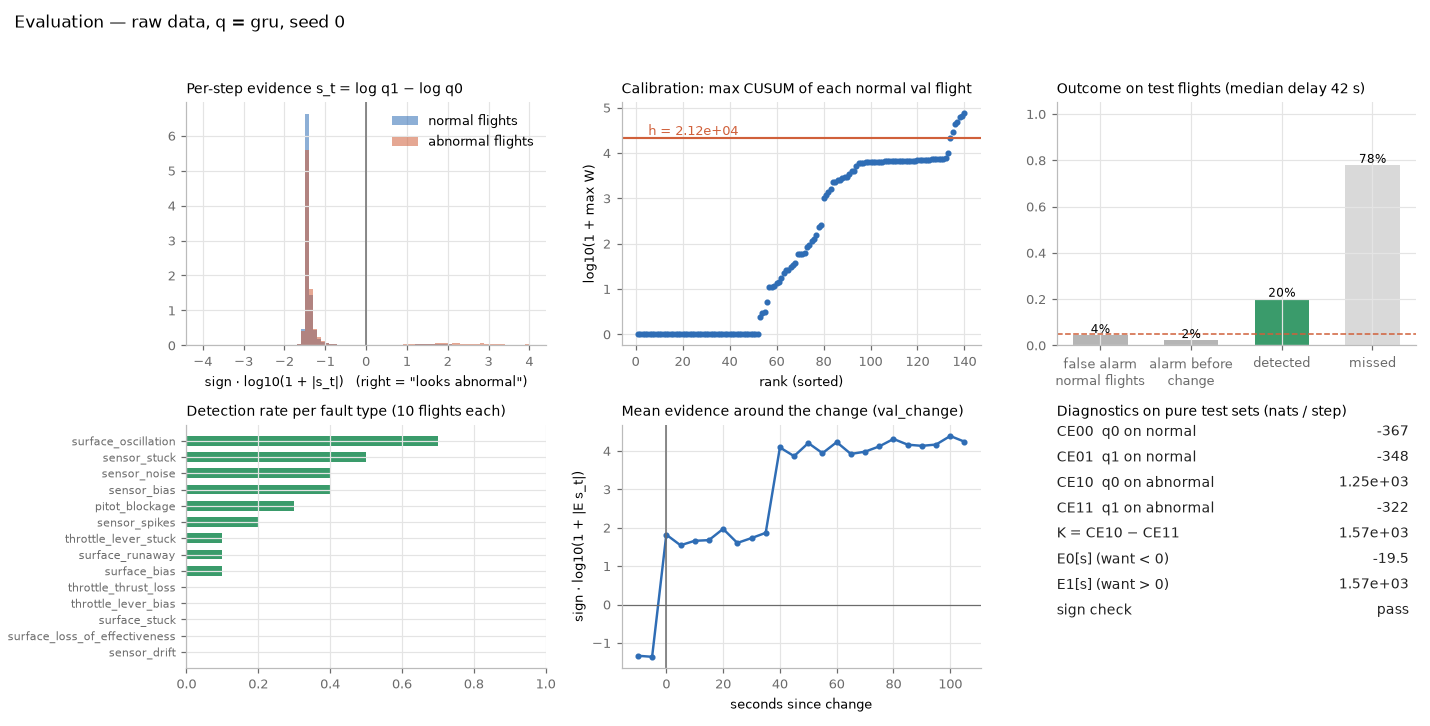 Evaluation — raw data, q = gru, seed 0
Per-step evidence s_t = log q1 − log q0
normal flights
abnormal flights
6
5
4
3
2
1
0
−4 −3 −2 −1 0 1 2 3 4
sign · log10(1 + |s_t|) (right = "looks abnormal")
Calibration: max CUSUM of each normal val flight
h = 2.12e+04
log10(1 + max W)
5
4
3
2
1
0
0 20 40 60 80 100 120 140
rank (sorted)
Outcome on test flights (median delay 42 s)
1.0
0.8
0.6
0.4
0.2
0.0
4%
2%
20%
78%
false alarm
normal flights
alarm before
change
detected
missed
Detection rate per fault type (10 flights each)
surface_oscillation
sensor_stuck
sensor_noise
sensor_bias
pitot_blockage
sensor_spikes
throttle_lever_stuck
surface_runaway
surface_bias
throttle_thrust_loss
throttle_lever_bias
surface_stuck
surface_loss_of_effectiveness
sensor_drift
0.0 0.2 0.4 0.6 0.8 1.0
Mean evidence around the change (val_change)
sign · log10(1 + |E s_t|)
4
3
2
1
0
−1
0 20 40 60 80 100
seconds since change
Diagnostics on pure test sets (nats / step)
CE00 q0 on normal -367
CE01 q1 on normal -348
CE10 q0 on abnormal 1.25e+03
CE11 q1 on abnormal -322
K = CE10 − CE11 1.57e+03
E0[s] (want < 0) -19.5
E1[s] (want > 0) 1.57e+03
sign check pass